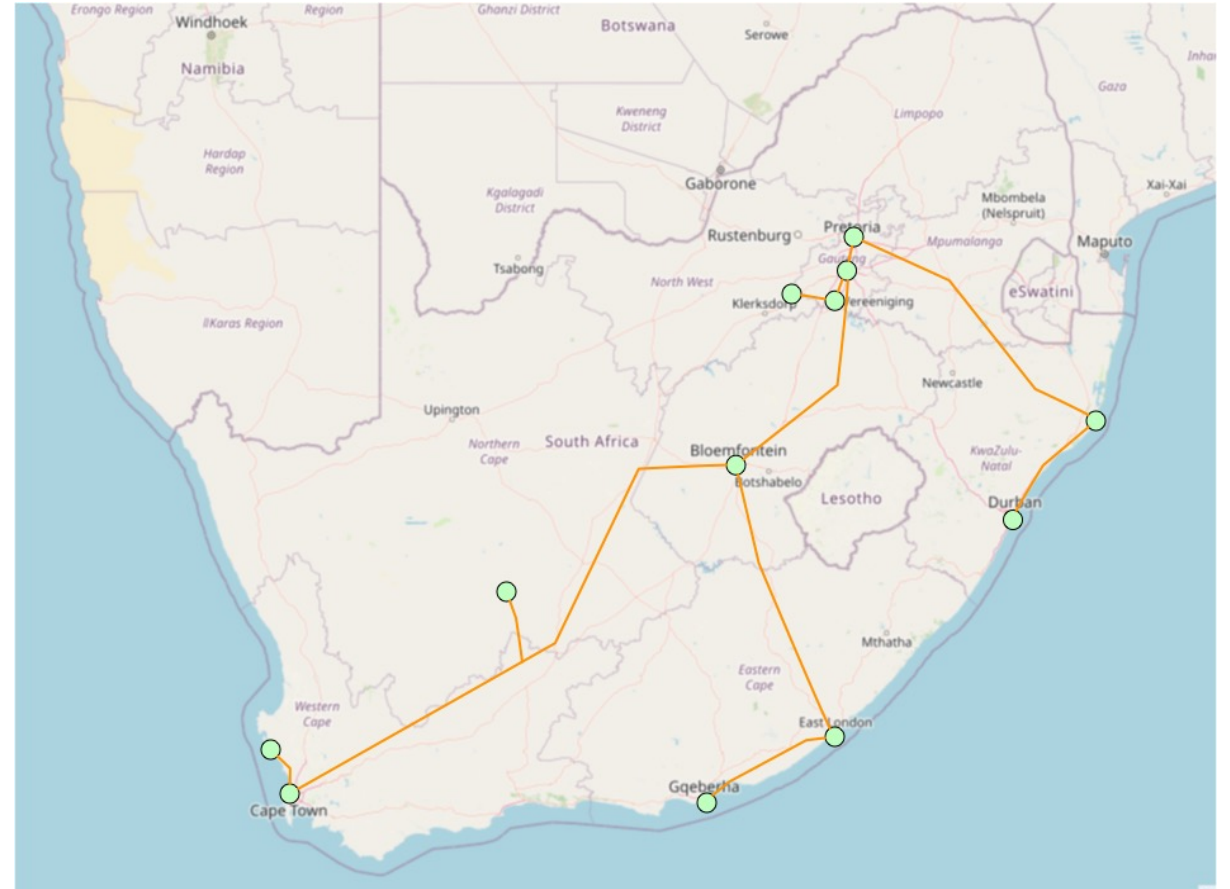 Erongo Region
Region
Ghanzi District
Windhoek
Botswana
Serowe
Namibia
Gaza
Kweneng
District
Limpopo
Hardap
Region
Gaborone
Xai-Xai
Kgalagadi
District
Mbombela
(Nelspruit)
Rustenburg
Pretoria
Mpumalanga
Maputo
Gauteng
Tsabong
North West
eSwatini
Klerksdorp
Vereeniging
ǁKaras Region
Newcastle
Upington
South Africa
Northern
Cape
Bloemfontein
KwaZulu-
Natal
Botshabelo
Lesotho
Durban
Mthatha
Eastern
Cape
Western
Cape
East London
Gqeberha
Cape Town